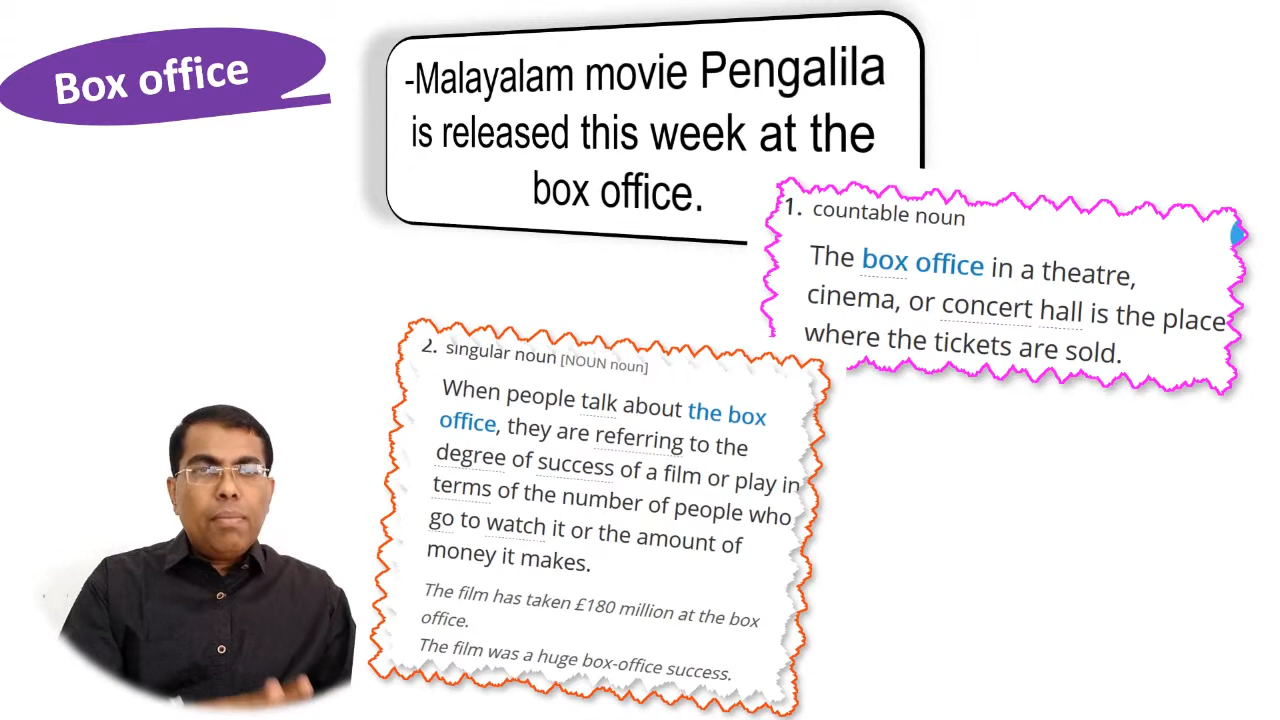 Box office
-Malayalam movie Pengalila
is released this week at the
box office.
1. countable noun
The box office in a theatre,
cinema, or concert hall is the place
where the tickets are sold.
2. singular noun [NOUN noun]
When people talk about the box
office, they are referring to the
degree of success of a film or play in
terms of the number of people who
go to watch it or the amount of
money it makes.
The film has taken £180 million at the box
office.
The film was a huge box-office success.